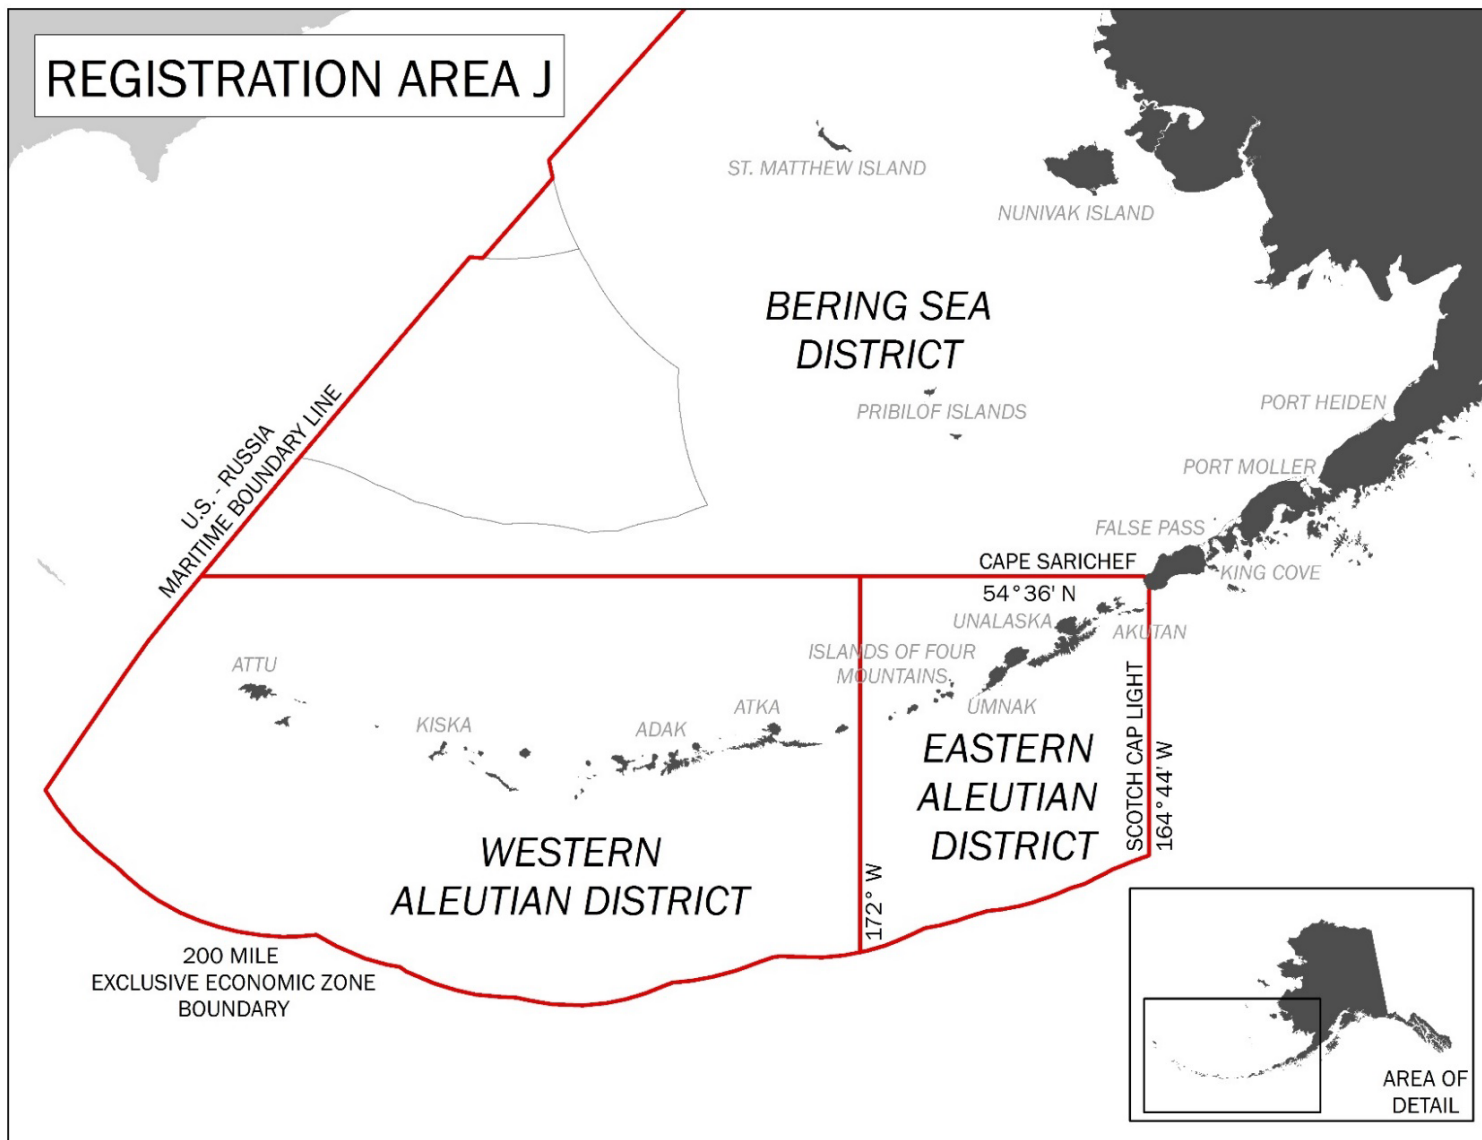 REGISTRATION AREA J
ST. MATTHEW ISLAND
NUNIVAK ISLAND
BERING SEA
DISTRICT
PRIBILOF ISLANDS
PORT HEIDEN
U.S. - RUSSIA
MARITIME BOUNDARY LINE
PORT MOLLER
FALSE PASS
CAPE SARICHEF
KING COVE
54°36' N
UNALASKA
AKUTAN
ISLANDS OF FOUR
MOUNTAINS
ATTU
UMNAK
KISKA
ADAK
ATKA
EASTERN
ALEUTIAN
DISTRICT
SCOTCH CAP LIGHT
164°44' W
WESTERN
ALEUTIAN DISTRICT
172° W
200 MILE
EXCLUSIVE ECONOMIC ZONE
BOUNDARY
AREA OF
DETAIL